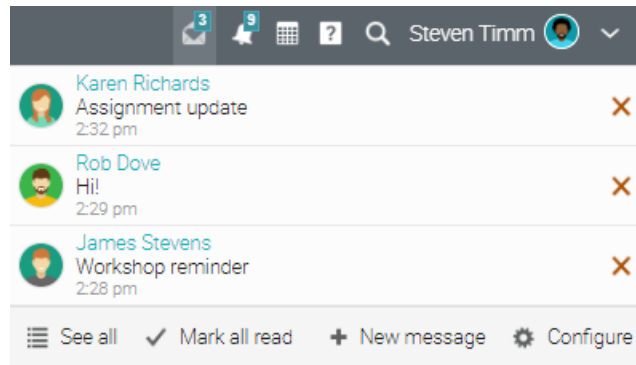 3 9 ? Steven Timm
Karen Richards
Assignment update
2:32 pm
Rob Dove
Hi!
2:29 pm
James Stevens
Workshop reminder
2:28 pm
See all Mark all read New message Configure